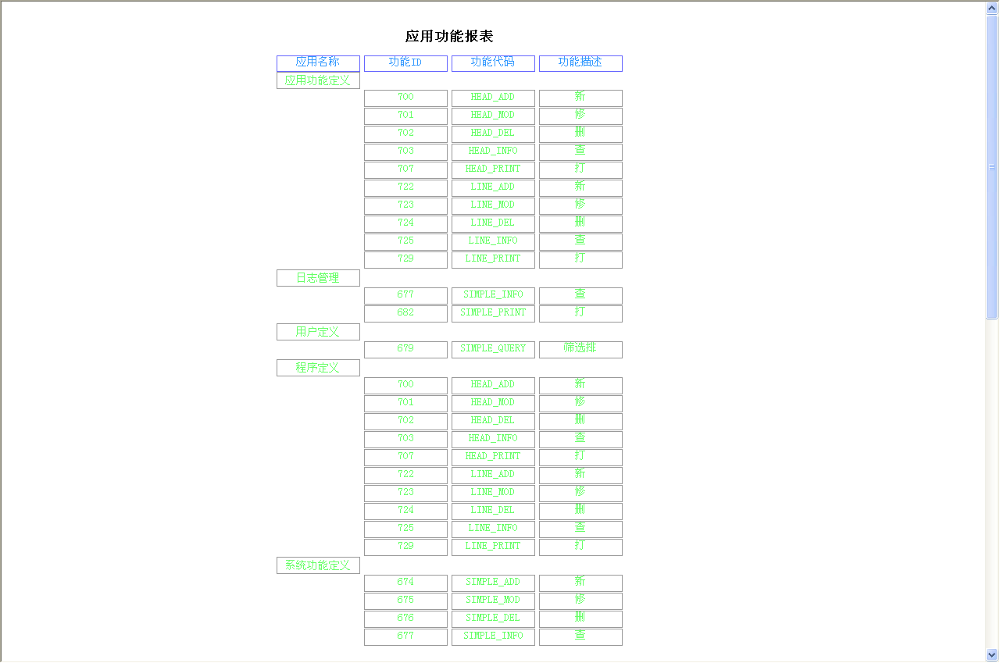 应用功能报表
应用名称 功能ID 功能代码 功能描述
应用功能定义
700 HEAD_ADD 新
701 HEAD_MOD 修
702 HEAD_DEL 删
703 HEAD_INFO 查
707 HEAD_PRINT 打
722 LINE_ADD 新
723 LINE_MOD 修
724 LINE_DEL 删
725 LINE_INFO 查
729 LINE_PRINT 打
日志管理
677 SIMPLE_INFO 查
682 SIMPLE_PRINT 打
用户定义
679 SIMPLE_QUERY 筛选排
程序定义
700 HEAD_ADD 新
701 HEAD_MOD 修
702 HEAD_DEL 删
703 HEAD_INFO 查
707 HEAD_PRINT 打
722 LINE_ADD 新
723 LINE_MOD 修
724 LINE_DEL 删
725 LINE_INFO 查
729 LINE_PRINT 打
系统功能定义
674 SIMPLE_ADD 新
675 SIMPLE_MOD 修
676 SIMPLE_DEL 删
677 SIMPLE_INFO 查